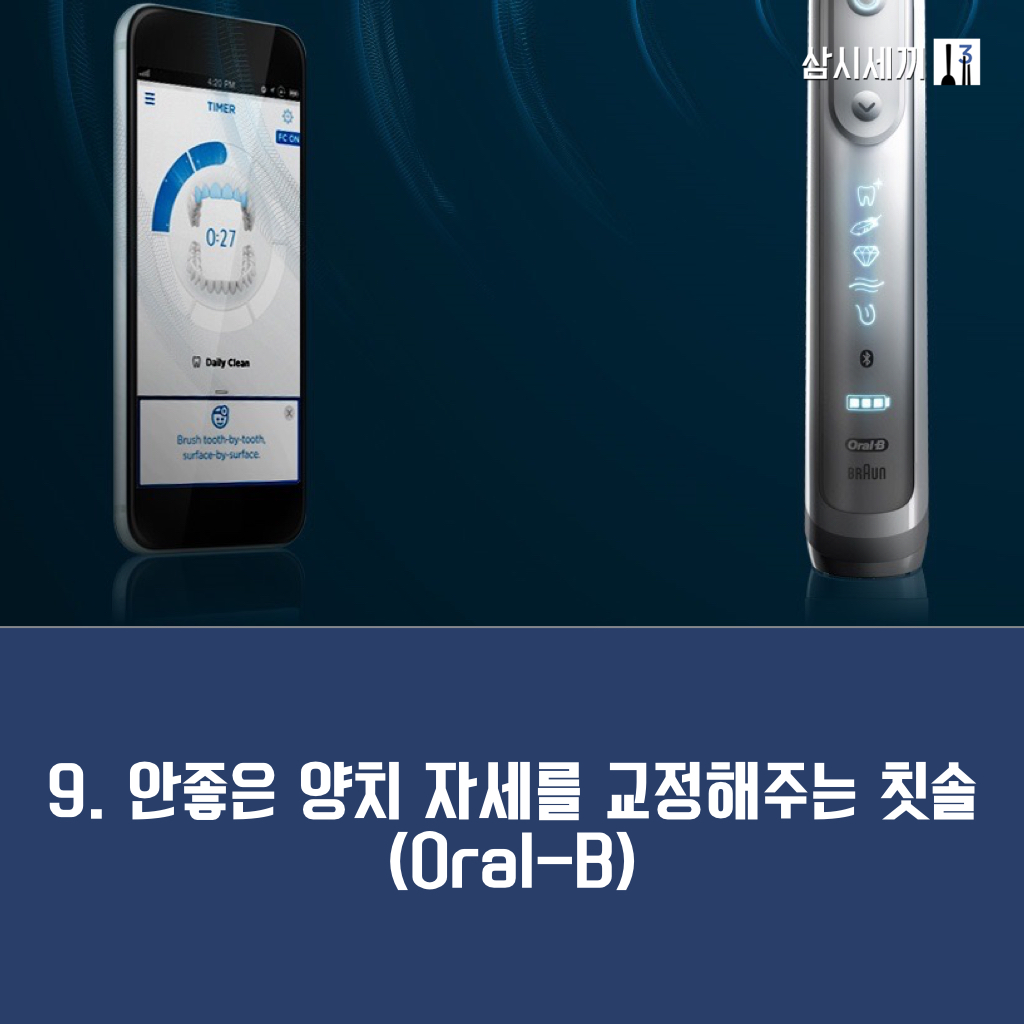 삼시세끼 3
4:20 PM
TIMER
FC ON
0:27
Daily Clean
Brush tooth-by-tooth,
surface-by-surface.
Oral-B
BRAUN
9. 안좋은 양치 자세를 교정해주는 칫솔
(Oral-B)